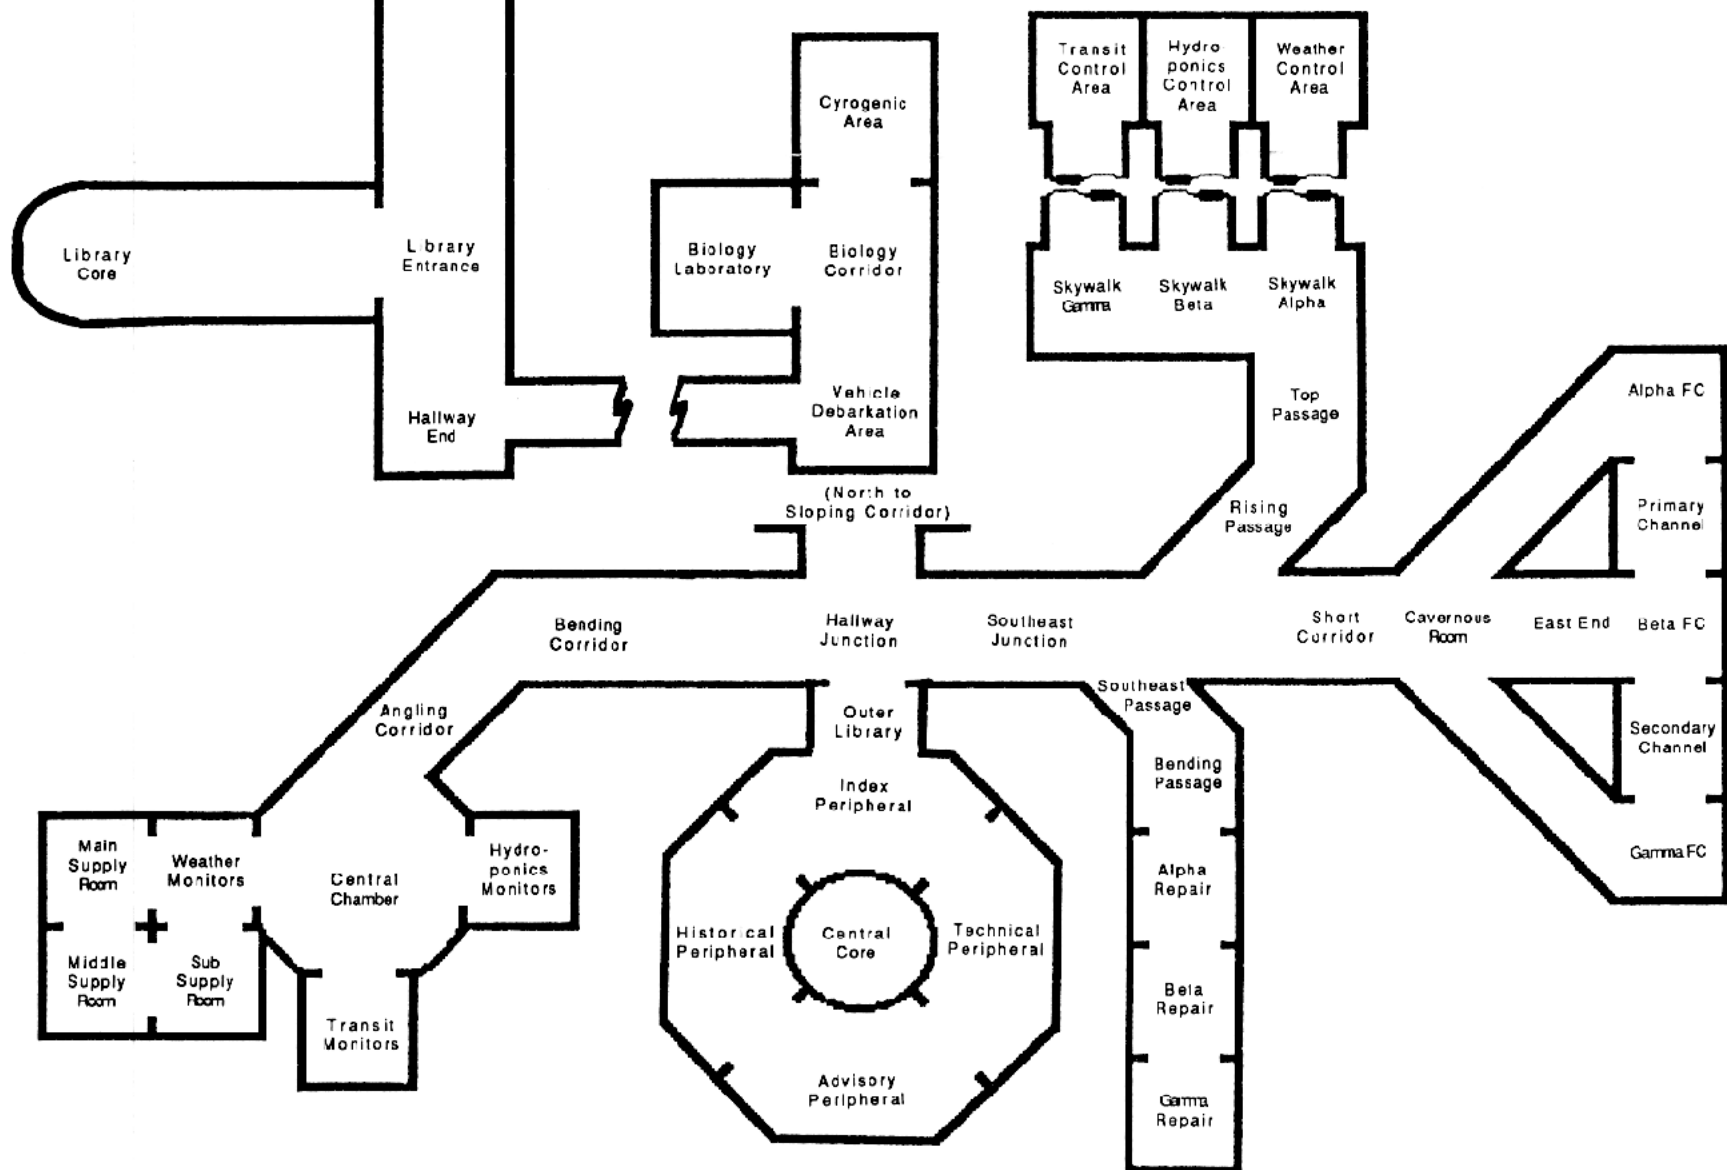 Transit
Control
Area
Hydro-
ponics
Control
Area
Weather
Control
Area
Cyrogenic
Area
Library
Core
Library
Entrance
Biology
Laboratory
Biology
Corridor
Skywalk
Gamma
Skywalk
Beta
Skywalk
Alpha
Hallway
End
Vehicle
Debarkation
Area
Top
Passage
Alpha FC
(North to
Sloping Corridor)
Rising
Passage
Primary
Channel
Bending
Corridor
Hallway
Junction
Southeast
Junction
Short
Corridor
Cavernous
Room
East End
Beta FC
Angling
Corridor
Outer
Library
Southeast
Passage
Secondary
Channel
Index
Peripheral
Bending
Passage
Main
Supply
Room
Weather
Monitors
Central
Chamber
Hydro-
ponics
Monitors
Alpha
Repair
Gamma FC
Historical
Peripheral
Central
Core
Technical
Peripheral
Middle
Supply
Room
Sub
Supply
Room
Transit
Monitors
Beta
Repair
Advisory
Peripheral
Gamma
Repair